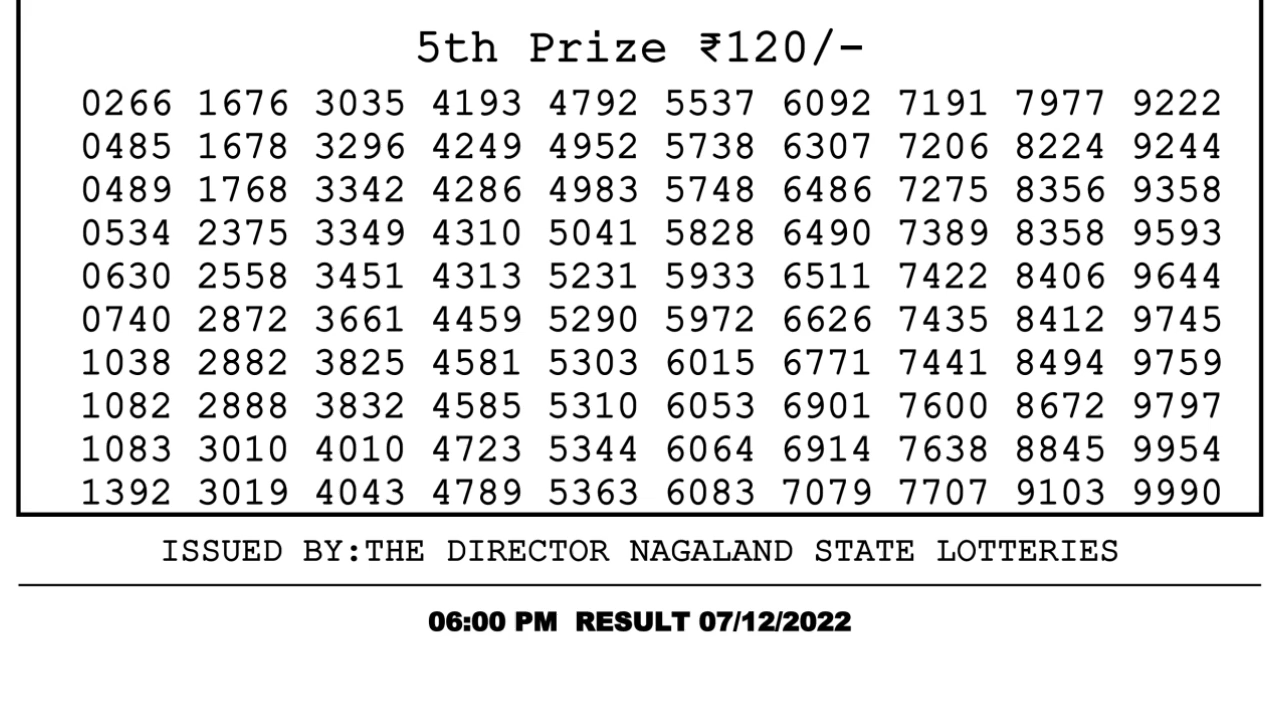 5th Prize ₹120/-
0266 1676 3035 4193 4792 5537 6092 7191 7977 9222
0485 1678 3296 4249 4952 5738 6307 7206 8224 9244
0489 1768 3342 4286 4983 5748 6486 7275 8356 9358
0534 2375 3349 4310 5041 5828 6490 7389 8358 9593
0630 2558 3451 4313 5231 5933 6511 7422 8406 9644
0740 2872 3661 4459 5290 5972 6626 7435 8412 9745
1038 2882 3825 4581 5303 6015 6771 7441 8494 9759
1082 2888 3832 4585 5310 6053 6901 7600 8672 9797
1083 3010 4010 4723 5344 6064 6914 7638 8845 9954
1392 3019 4043 4789 5363 6083 7079 7707 9103 9990
ISSUED BY:THE DIRECTOR NAGALAND STATE LOTTERIES
06:00 PM RESULT 07/12/2022